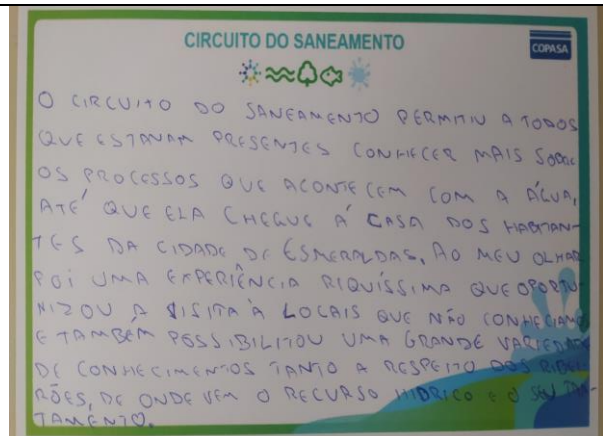 CIRCUITO DO SANEAMENTO
COPASA
O CIRCUITO DO SANEAMENTO PERMITIU A TODOS
QUE ESTAVAM PRESENTES CONHECER MAIS SOBRE
OS PROCESSOS QUE ACONTECEM COM A ÁGUA,
ATÉ QUE ELA CHEGUE À CASA DOS HABITAN-
TES DA CIDADE DE ESMERALDAS. AO MEU OLHAR
FOI UMA EXPERIÊNCIA RIQUÍSSIMA QUE OPORTU-
NIZOU A VISITA À LOCAIS QUE NÃO CONHECIAMOS
E TAMBÉM POSSIBILITOU UMA GRANDE VARIEDADE
DE CONHECIMENTOS TANTO A RESPEITO DOS RIBEI-
RÕES, DE ONDE VEM O RECURSO HÍDRICO E O SEU TRA-
TAMENTO.